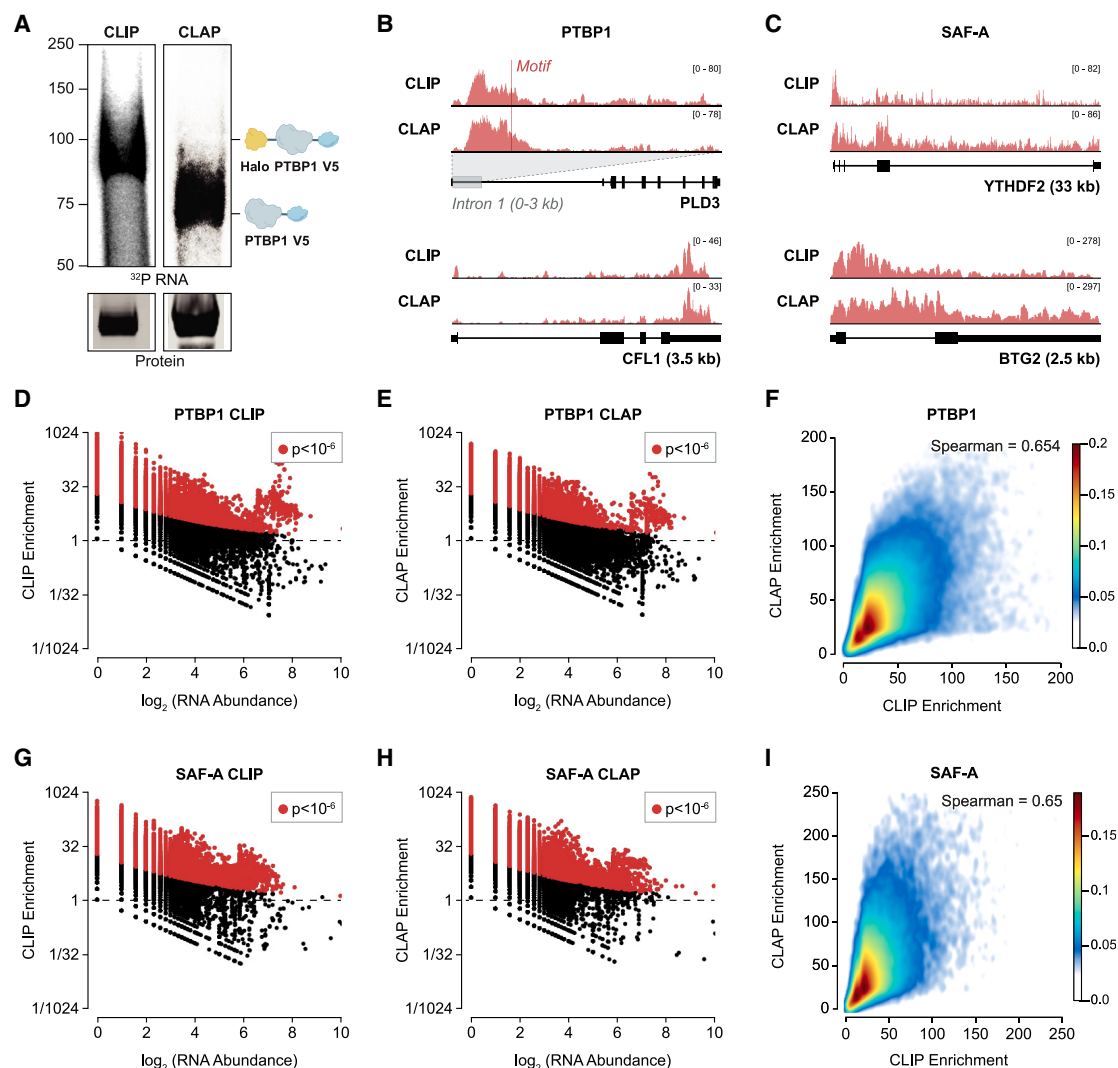 A
CLIP
CLAP
250
150
100
75
50
Halo PTBP1 V5
PTBP1 V5
³²P RNA
Protein
B
PTBP1
Motif
CLIP
[0 - 80]
CLAP
[0 - 78]
Intron 1 (0-3 kb)
PLD3
CLIP
[0 - 46]
CLAP
[0 - 33]
CFL1 (3.5 kb)
C
SAF-A
CLIP
[0 - 82]
CLAP
[0 - 86]
YTHDF2 (33 kb)
CLIP
[0 - 278]
CLAP
[0 - 297]
BTG2 (2.5 kb)
D
PTBP1 CLIP
p<10⁻⁶
CLIP Enrichment
1024
32
1
1/32
1/1024
0 2 4 6 8 10
log₂ (RNA Abundance)
E
PTBP1 CLAP
p<10⁻⁶
CLAP Enrichment
1024
32
1
1/32
1/1024
0 2 4 6 8 10
log₂ (RNA Abundance)
F
PTBP1
Spearman = 0.654
CLAP Enrichment
200
150
100
50
0
0 50 100 150 200
CLIP Enrichment
0.2
0.15
0.1
0.05
0.0
G
SAF-A CLIP
p<10⁻⁶
CLIP Enrichment
1024
32
1
1/32
1/1024
0 2 4 6 8 10
log₂ (RNA Abundance)
H
SAF-A CLAP
p<10⁻⁶
CLAP Enrichment
1024
32
1
1/32
1/1024
0 2 4 6 8 10
log₂ (RNA Abundance)
I
SAF-A
Spearman = 0.65
CLAP Enrichment
250
200
150
100
50
0
0 50 100 150 200 250
CLIP Enrichment
0.15
0.1
0.05
0.0